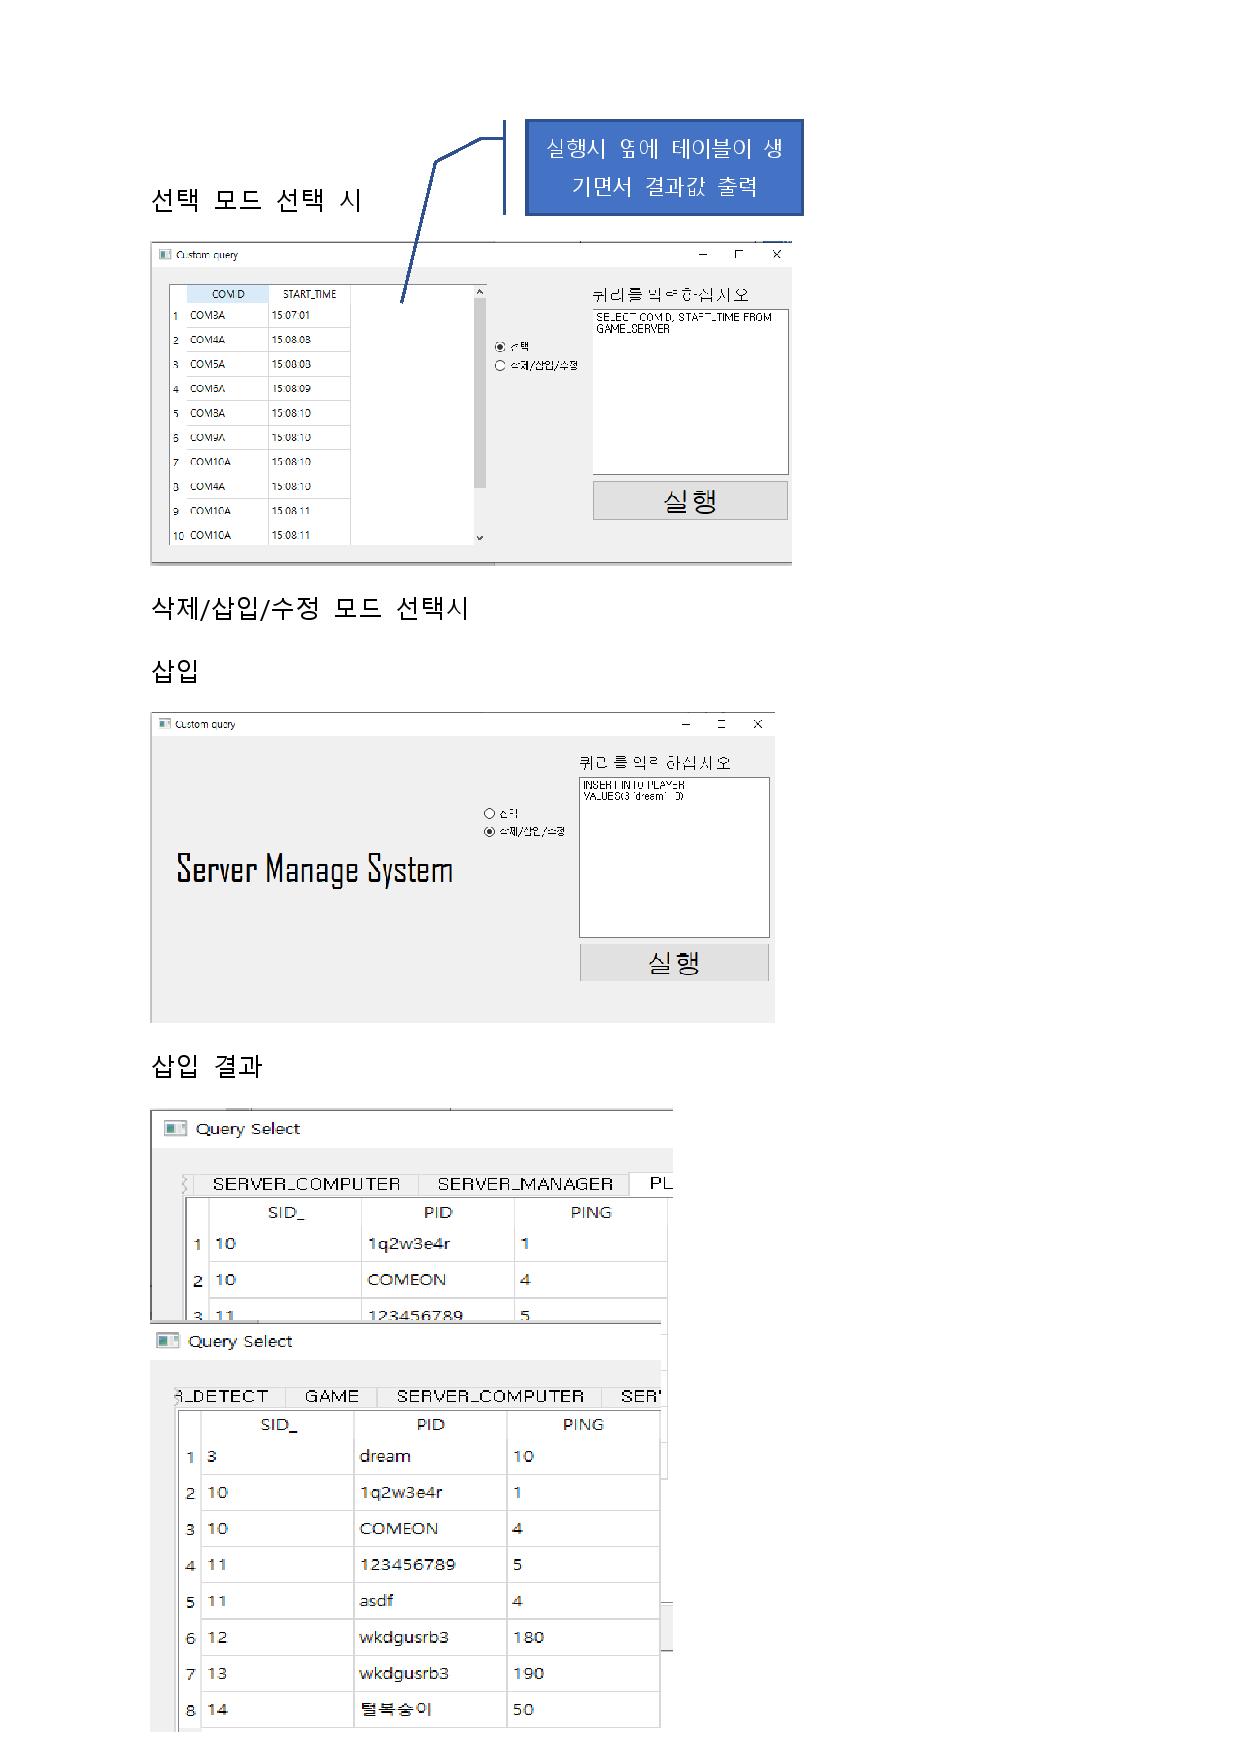 실행시 옆에 테이블이 생
기면서 결과값 출력
선택 모드 선택 시
Custom query
COMID START_TIME
1 COM3A 15:07:01
2 COM4A 15:08:03
3 COM5A 15:08:08
4 COM6A 15:08:09
5 COM8A 15:08:10
6 COM9A 15:08:10
7 COM10A 15:08:10
8 COM4A 15:08:10
9 COM10A 15:08:11
10 COM10A 15:08:11
선택
삭제/삽입/수정
쿼리를 입력하십시오
SELECT COMID, START_TIME FROM
GAME_SERVER
실행
삭제/삽입/수정 모드 선택시
삽입
Custom query
Server Manage System
선택
삭제/삽입/수정
쿼리를 입력하십시오
INSERT INTO PLAYER
VALUES(3 'dream'
실행
삽입 결과
Query Select
SERVER_COMPUTER SERVER_MANAGER PL
SID_ PID PING
1 10 1q2w3e4r 1
2 10 COMEON 4
3 11 123456789 5
Query Select
_DETECT GAME SERVER_COMPUTER SER
SID_ PID PING
1 3 dream 10
2 10 1q2w3e4r 1
3 10 COMEON 4
4 11 123456789 5
5 11 asdf 4
6 12 wkdgusrb3 180
7 13 wkdgusrb3 190
8 14 털복숭이 50